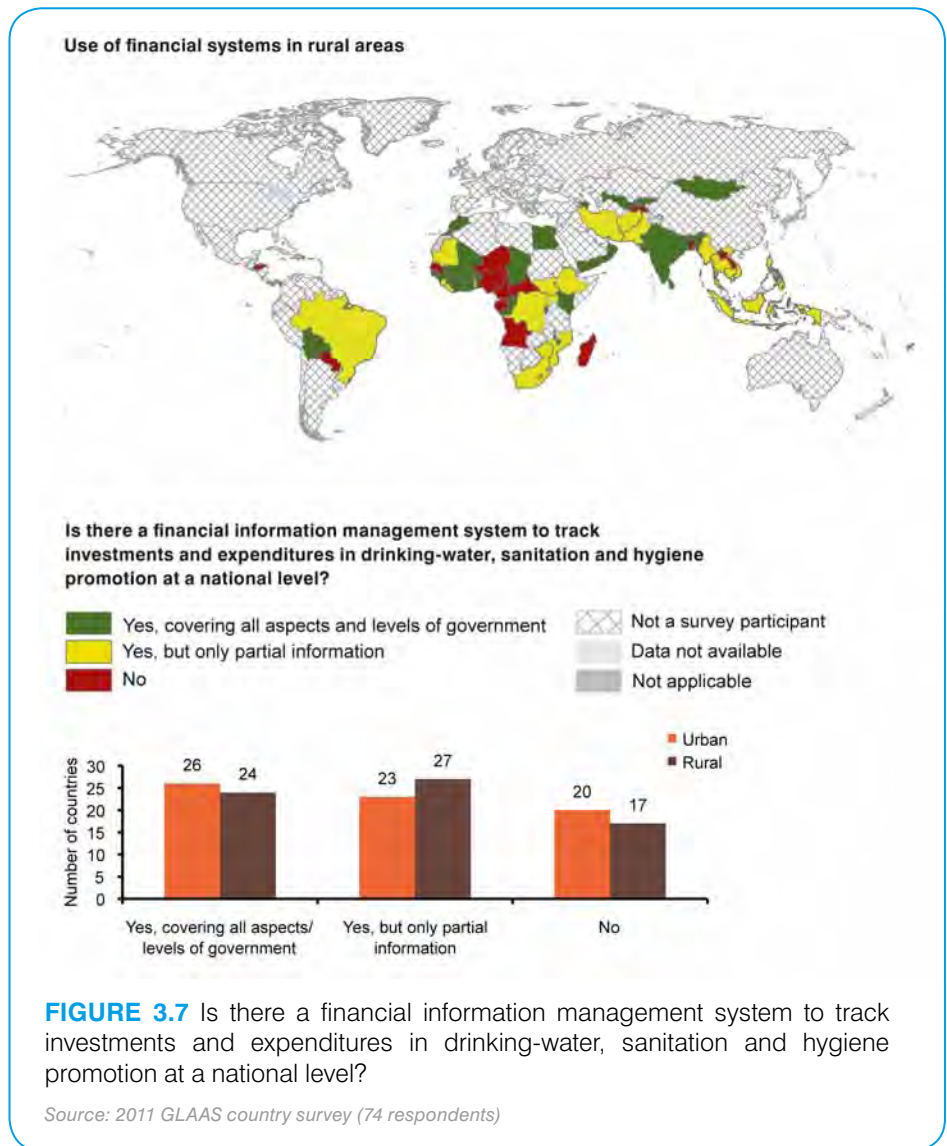 Use of financial systems in rural areas
Is there a financial information management system to track
investments and expenditures in drinking-water, sanitation and hygiene
promotion at a national level?
Yes, covering all aspects and levels of government
Yes, but only partial information
No
Not a survey participant
Data not available
Not applicable
Urban
Rural
Number of countries
30
25
20
15
10
5
0
26
24
23
27
20
17
Yes, covering all aspects/
levels of government
Yes, but only partial
information
No
FIGURE 3.7 Is there a financial information management system to track
investments and expenditures in drinking-water, sanitation and hygiene
promotion at a national level?
Source: 2011 GLAAS country survey (74 respondents)